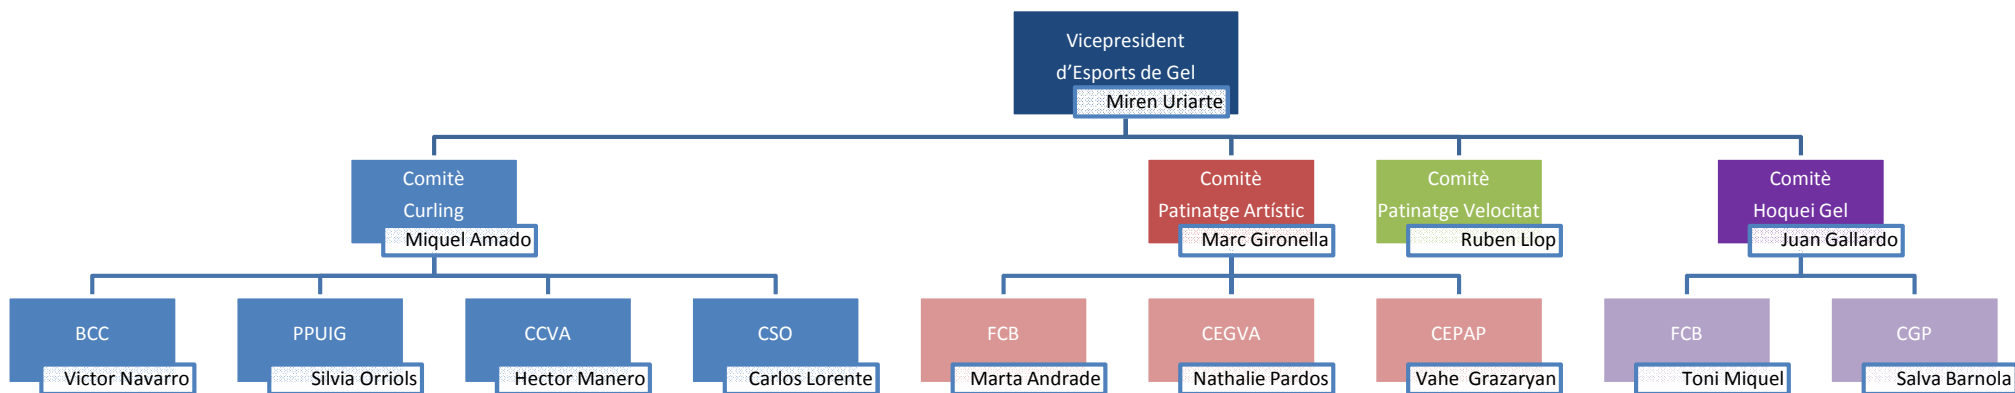 Vicepresident
d’Esports de Gel
Miren Uriarte
Comitè
Curling
Miquel Amado
Comitè
Patinatge Artístic
Marc Gironella
Comitè
Patinatge Velocitat
Ruben Llop
Comitè
Hoquei Gel
Juan Gallardo
BCC
Victor Navarro
PPUIG
Silvia Orriols
CCVA
Hector Manero
CSO
Carlos Lorente
FCB
Marta Andrade
CEGVA
Nathalie Pardos
CEPAP
Vahe Grazaryan
FCB
Toni Miquel
CGP
Salva Barnola